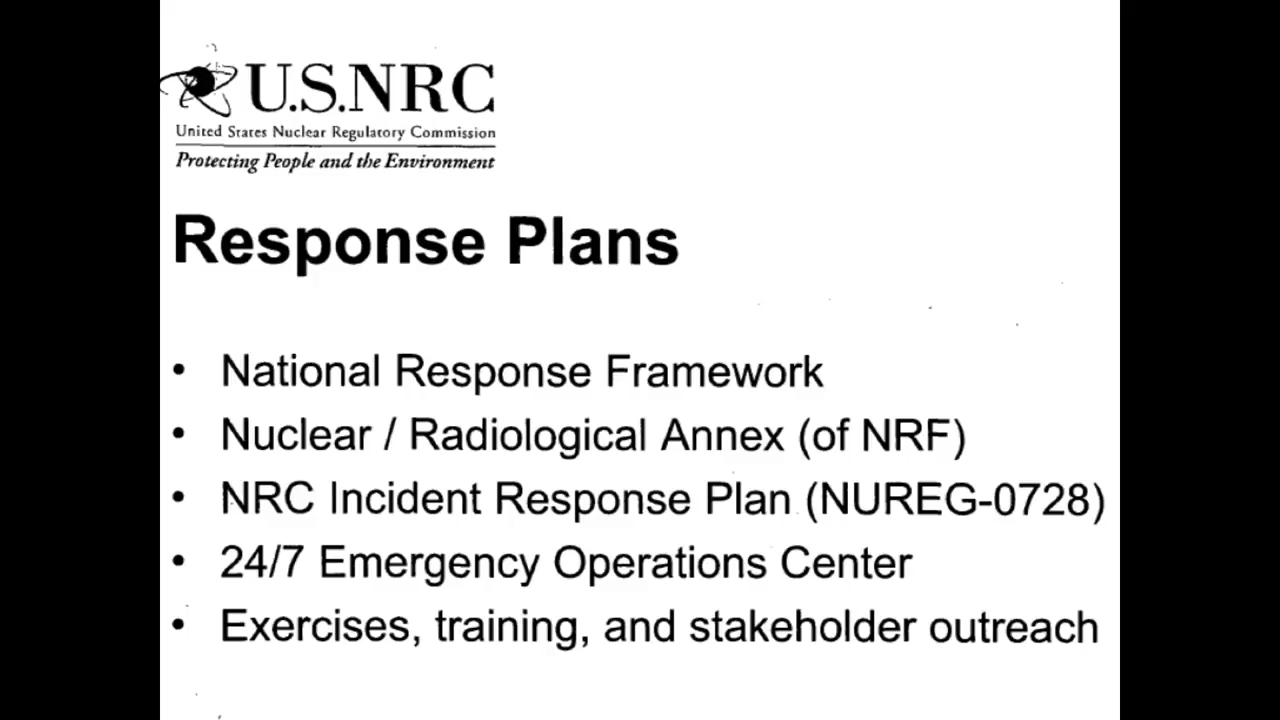 U.S.NRC
United States Nuclear Regulatory Commission
Protecting People and the Environment
Response Plans
• National Response Framework
• Nuclear / Radiological Annex (of NRF)
• NRC Incident Response Plan (NUREG-0728)
• 24/7 Emergency Operations Center
• Exercises, training, and stakeholder outreach